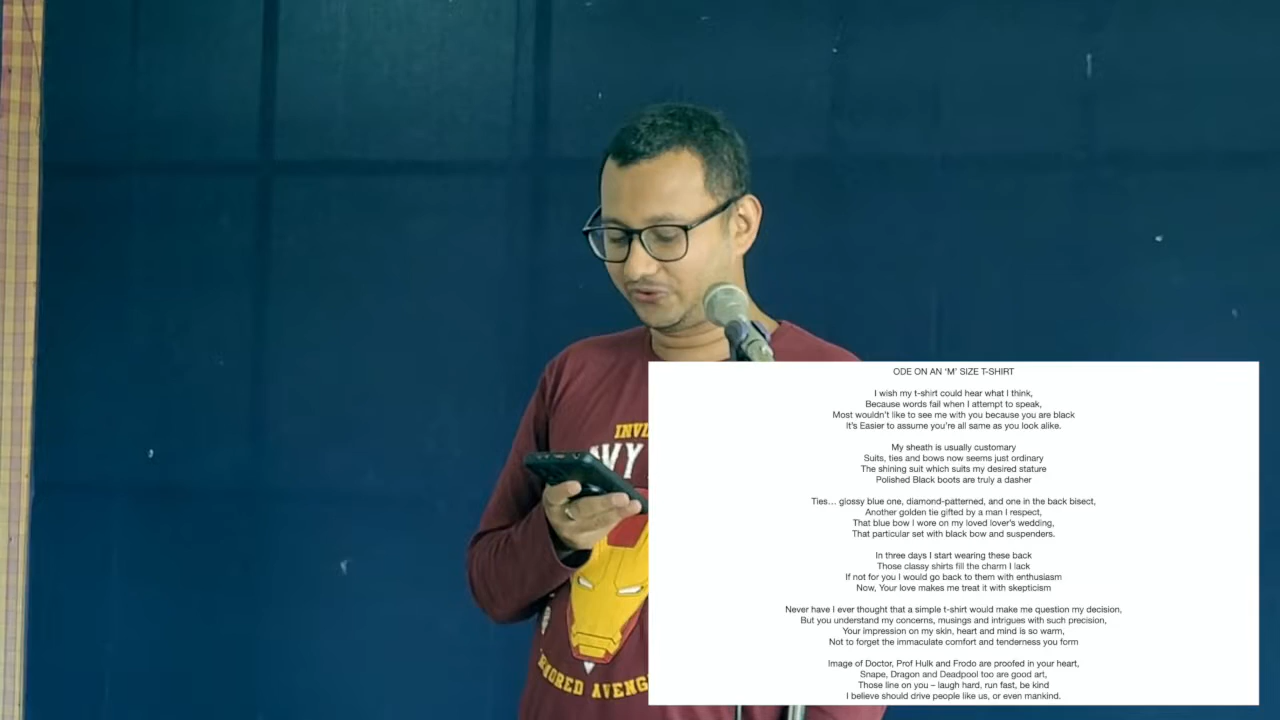 ODE ON AN ‘M’ SIZE T-SHIRT
I wish my t-shirt could hear what I think,
Because words fail when I attempt to speak,
Most wouldn’t like to see me with you because you are black
It’s Easier to assume you’re all same as you look alike.
My sheath is usually customary
Suits, ties and bows now seems just ordinary
The shining suit which suits my desired stature
Polished Black boots are truly a dasher
Ties... glossy blue one, diamond-patterned, and one in the back bisect,
Another golden tie gifted by a man I respect,
That blue bow I wore on my loved lover’s wedding,
That particular set with black bow and suspenders.
In three days I start wearing these back
Those classy shirts fill the charm I lack
If not for you I would go back to them with enthusiasm
Now, Your love makes me treat it with skepticism
Never have I ever thought that a simple t-shirt would make me question my decision,
But you understand my concerns, musings and intrigues with such precision,
Your impression on my skin, heart and mind is so warm,
Not to forget the immaculate comfort and tenderness you form
Image of Doctor, Prof Hulk and Frodo are proofed in your heart,
Snape, Dragon and Deadpool too are good art,
Those line on you – laugh hard, run fast, be kind
I believe should drive people like us, or even mankind.